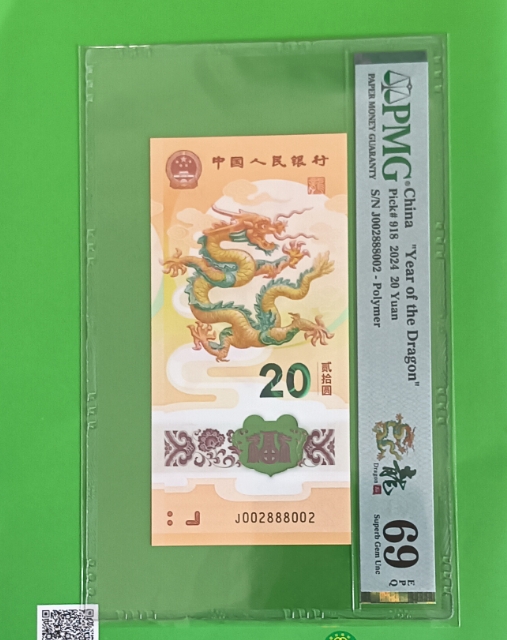 中国人民银行
20
贰拾圆
J002888002
PMG®
PAPER MONEY GUARANTY
China "Year of the Dragon"
Pick# 918 2024 20 Yuan
S/N J002888002 - Polymer
Dragon
龍
69 EPQ
Superb Gem Unc